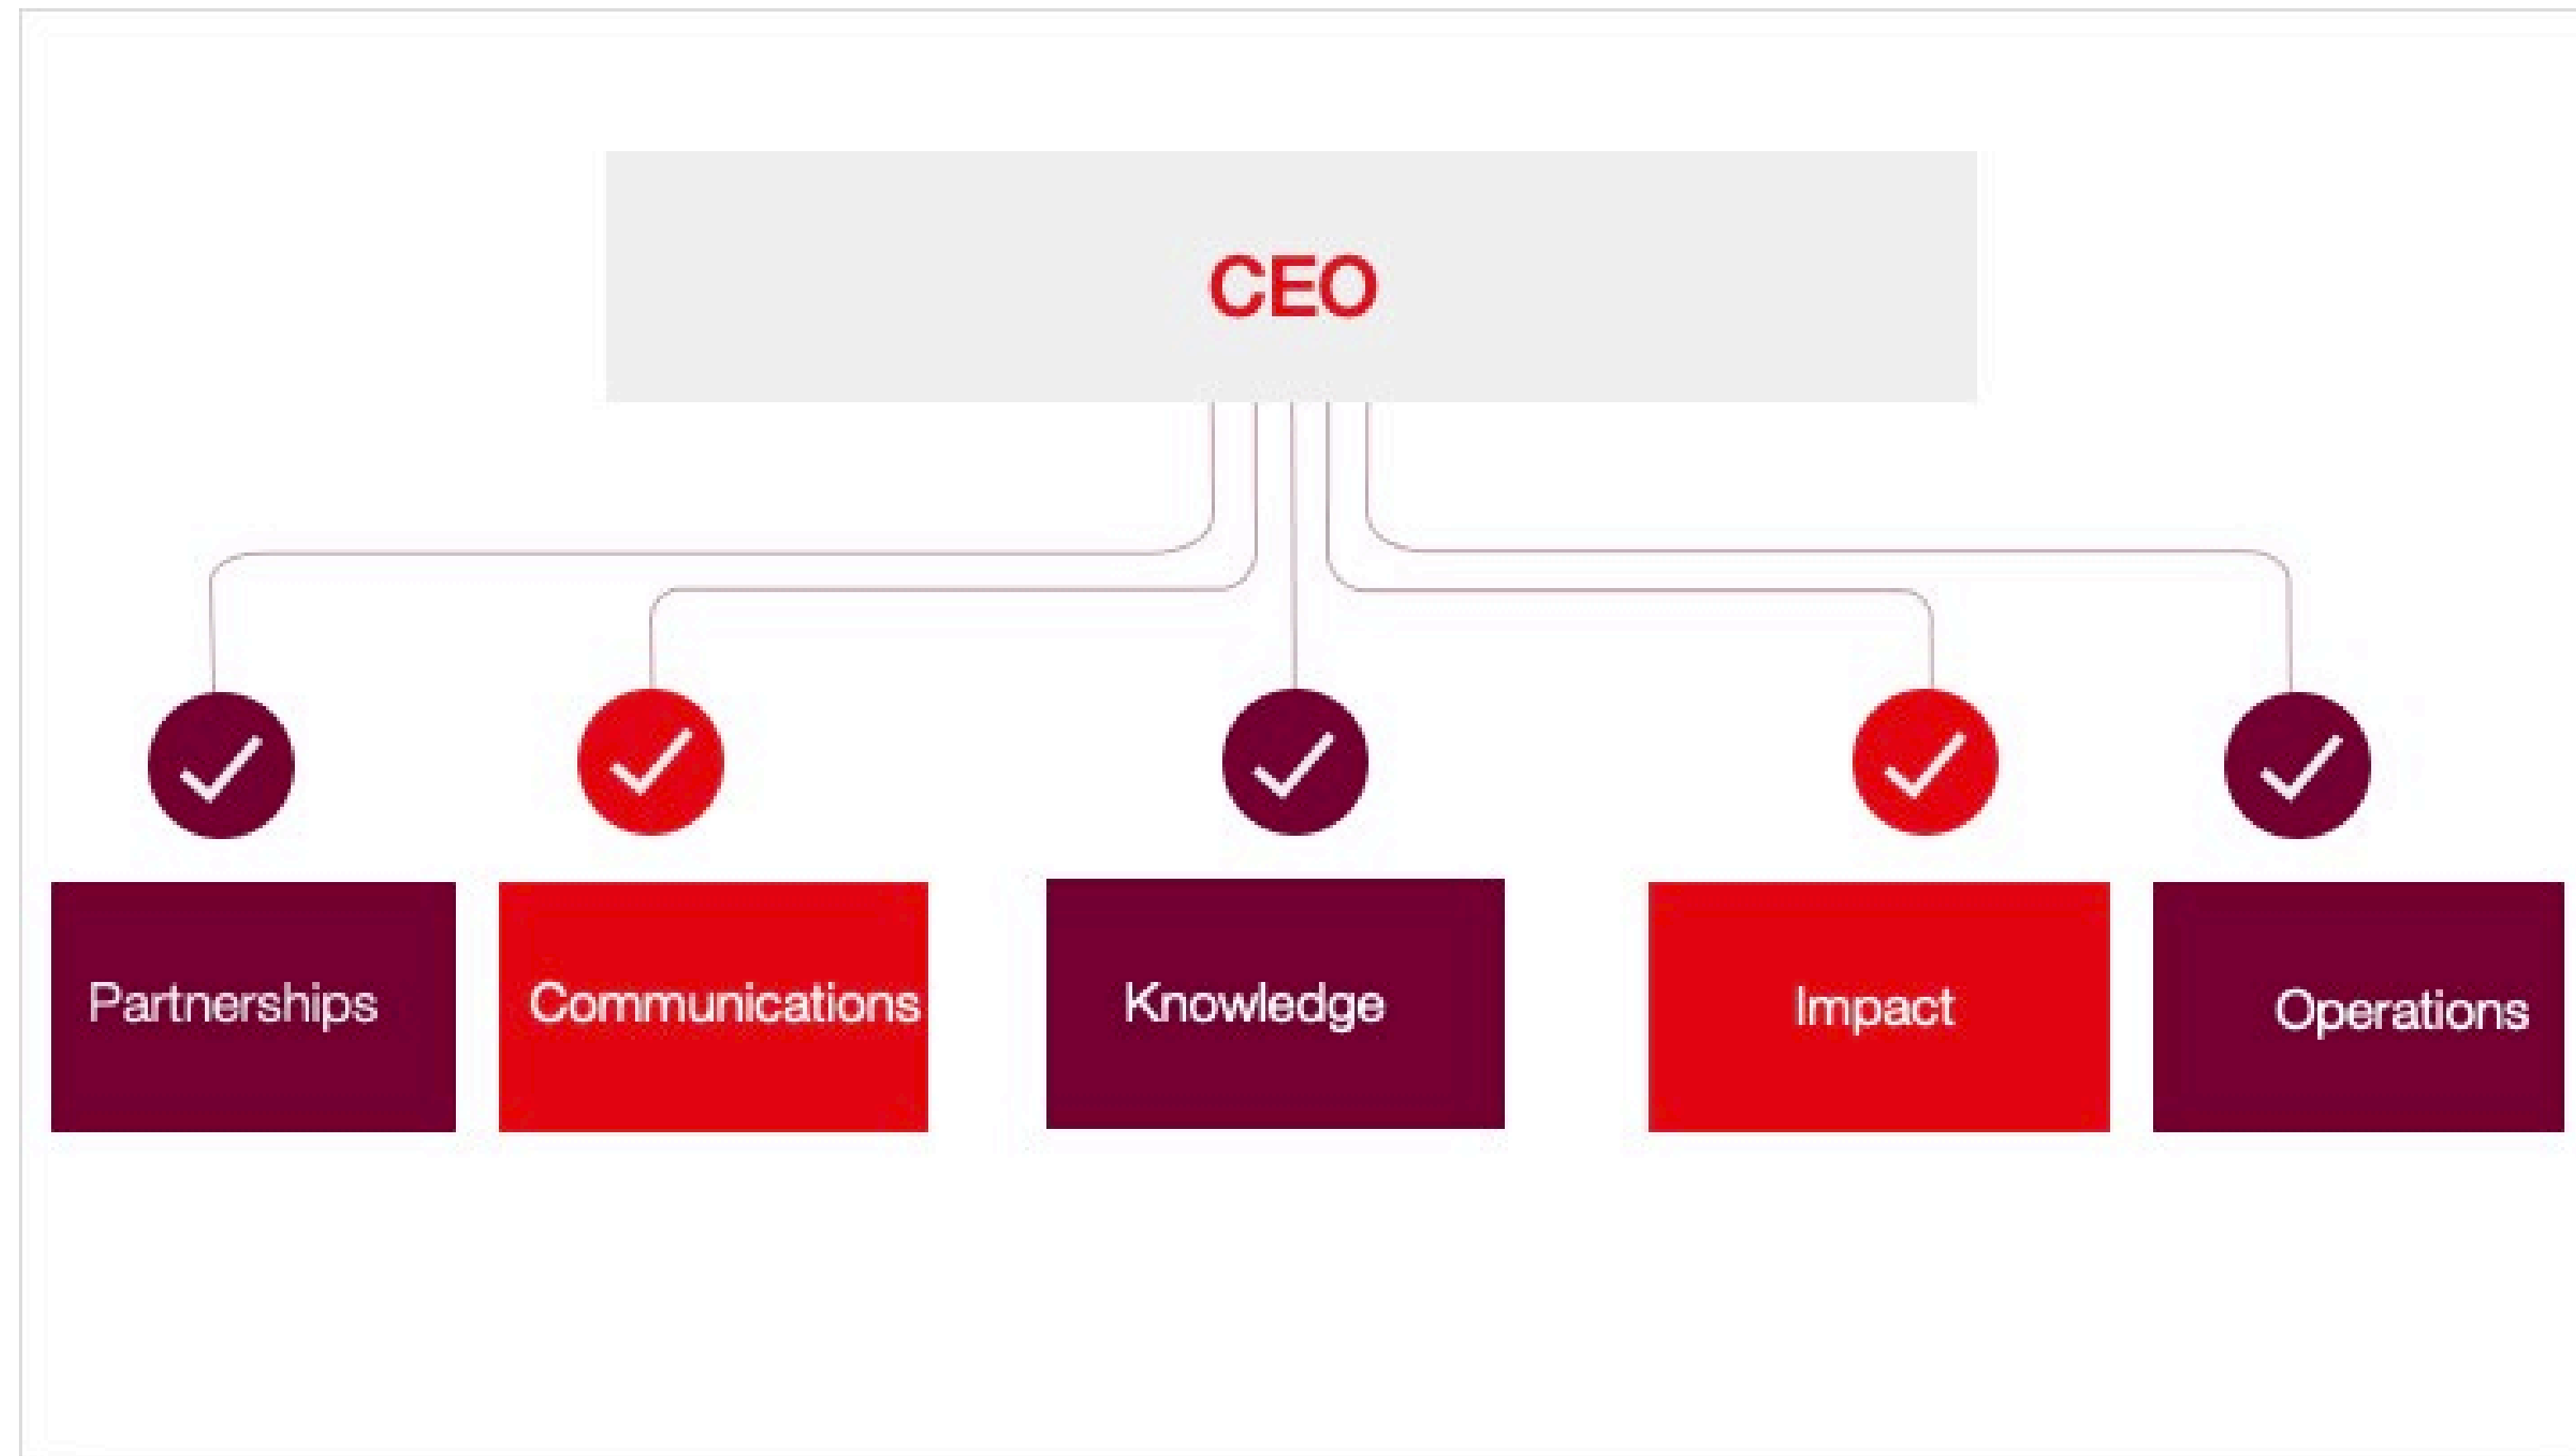 CEO
Partnerships
Communications
Knowledge
Impact
Operations